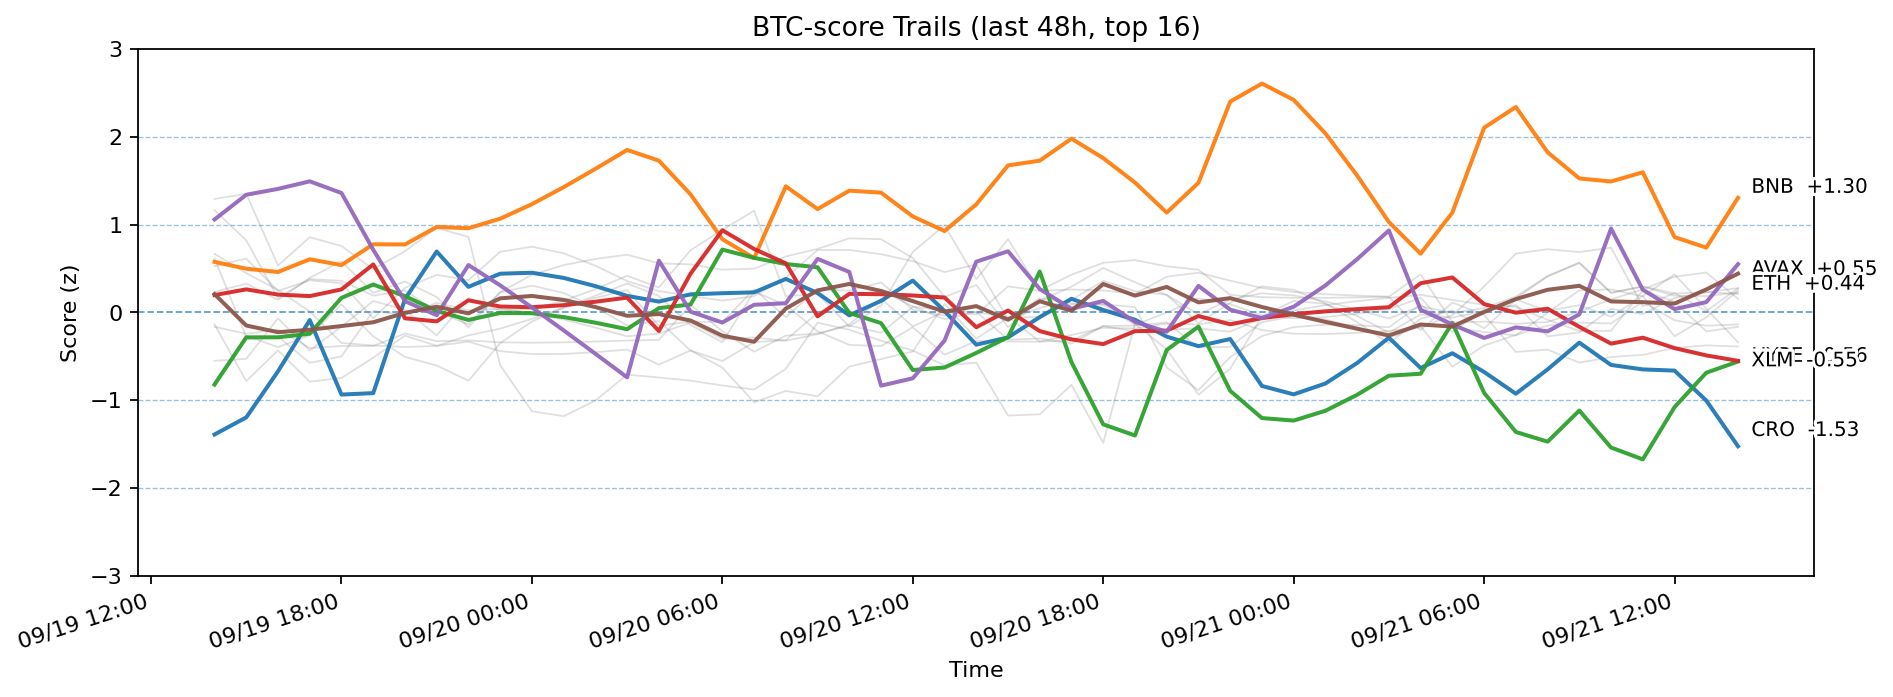 BTC-score Trails (last 48h, top 16)
3
2
1
0
−1
−2
−3
Score (z)
BNB +1.30
AVAX +0.55
ETH +0.44
XLM -0.55
CRO -1.53
09/19 12:00
09/19 18:00
09/20 00:00
09/20 06:00
09/20 12:00
09/20 18:00
09/21 00:00
09/21 06:00
09/21 12:00
Time